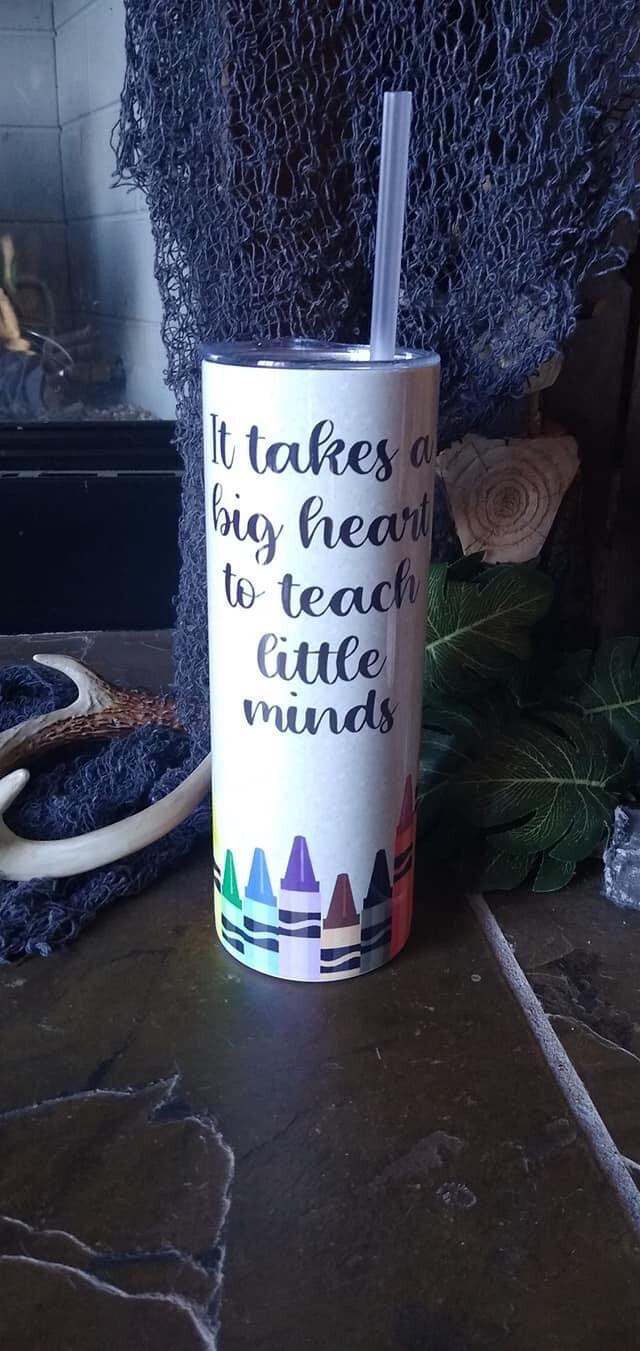 It takes a
big heart
to teach
little
minds